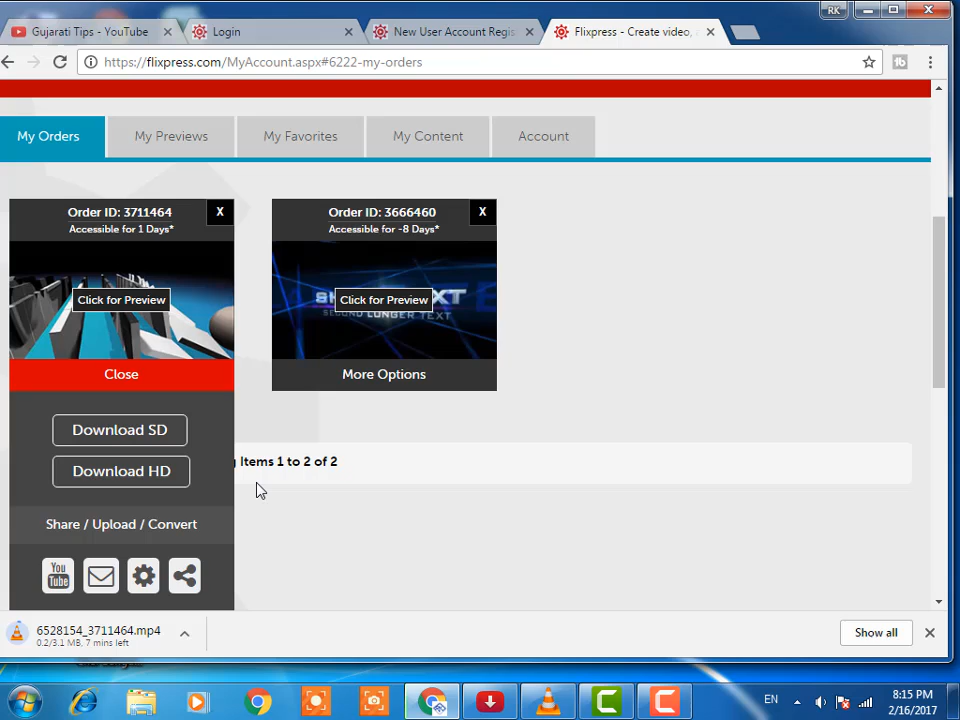 RK
Gujarati Tips - YouTube
Login
New User Account Regis
Flixpress - Create video,
https://flixpress.com/MyAccount.aspx#6222-my-orders
My Orders
My Previews
My Favorites
My Content
Account
Order ID: 3711464
X
Accessible for 1 Days*
Click for Preview
Close
Download SD
Download HD
Share / Upload / Convert
You
Tube
Order ID: 3666460
X
Accessible for -8 Days*
Click for Preview
SECOND LONGER TEXT
More Options
Items 1 to 2 of 2
6528154_3711464.mp4
0.2/3.1 MB, 7 mins left
Show all
EN
8:15 PM
2/16/2017